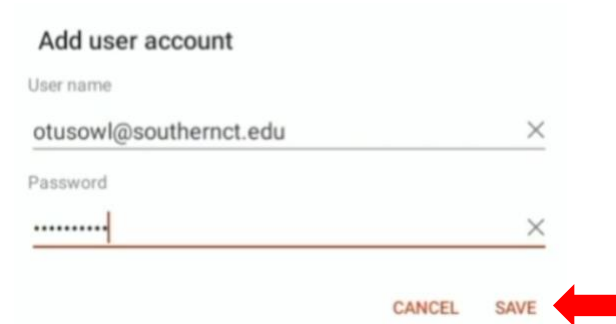 Add user account
User name
otusowl@southernct.edu
Password
••••••••••
CANCEL SAVE